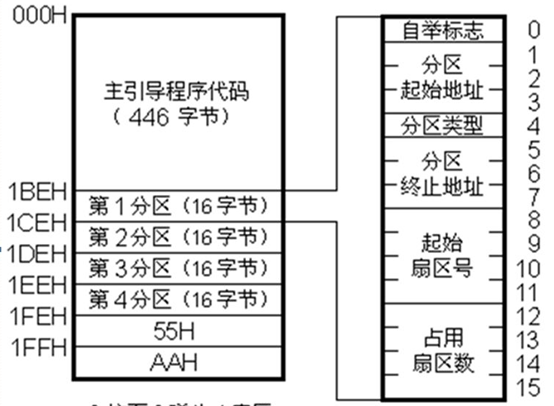 000H
主引导程序代码
（ 446 字节）
1BEH
第 1 分区（16 字节）
1CEH
第 2 分区（16 字节）
1DEH
第 3 分区（16 字节）
1EEH
第 4 分区（16 字节）
1FEH
55H
1FFH
AAH
自举标志
0
分区
起始地址
1
2
3
分区类型
4
分区
终止地址
5
6
7
起始
扇区号
8
9
10
11
占用
扇区数
12
13
14
15